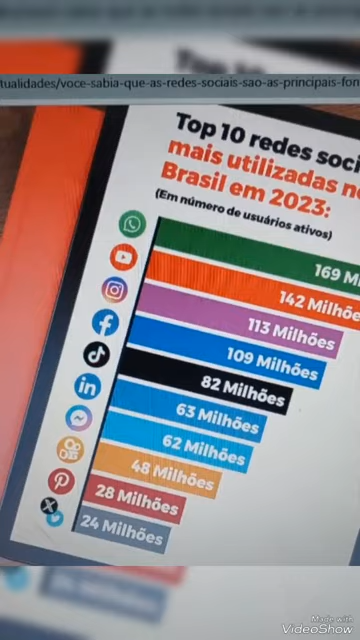 tualidades/voce-sabia-que-as-redes-sociais-sao-as-principais-fon
Top 10 redes soci
mais utilizadas no
Brasil em 2023:
(Em número de usuários ativos)
169 M
142 Milhõe
113 Milhões
109 Milhões
82 Milhões
63 Milhões
62 Milhões
48 Milhões
28 Milhões
24 Milhões
Made with
VideoShow